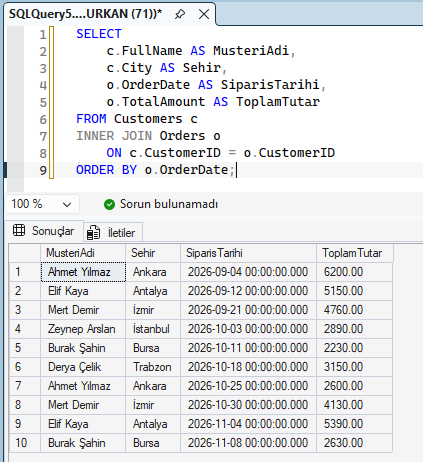 SQLQuery5....URKAN (71))*
1 SELECT
2 c.FullName AS MusteriAdi,
3 c.City AS Sehir,
4 o.OrderDate AS SiparisTarihi,
5 o.TotalAmount AS ToplamTutar
6 FROM Customers c
7 INNER JOIN Orders o
8 ON c.CustomerID = o.CustomerID
9 ORDER BY o.OrderDate;
100 % Sorun bulunamadı
Sonuçlar İletiler
MusteriAdi Sehir SiparisTarihi ToplamTutar
1 Ahmet Yılmaz Ankara 2026-09-04 00:00:00.000 6200.00
2 Elif Kaya Antalya 2026-09-12 00:00:00.000 5150.00
3 Mert Demir İzmir 2026-09-21 00:00:00.000 4760.00
4 Zeynep Arslan İstanbul 2026-10-03 00:00:00.000 2890.00
5 Burak Şahin Bursa 2026-10-11 00:00:00.000 2230.00
6 Derya Çelik Trabzon 2026-10-18 00:00:00.000 3150.00
7 Ahmet Yılmaz Ankara 2026-10-25 00:00:00.000 2600.00
8 Mert Demir İzmir 2026-10-30 00:00:00.000 4130.00
9 Elif Kaya Antalya 2026-11-04 00:00:00.000 5390.00
10 Burak Şahin Bursa 2026-11-08 00:00:00.000 2630.00